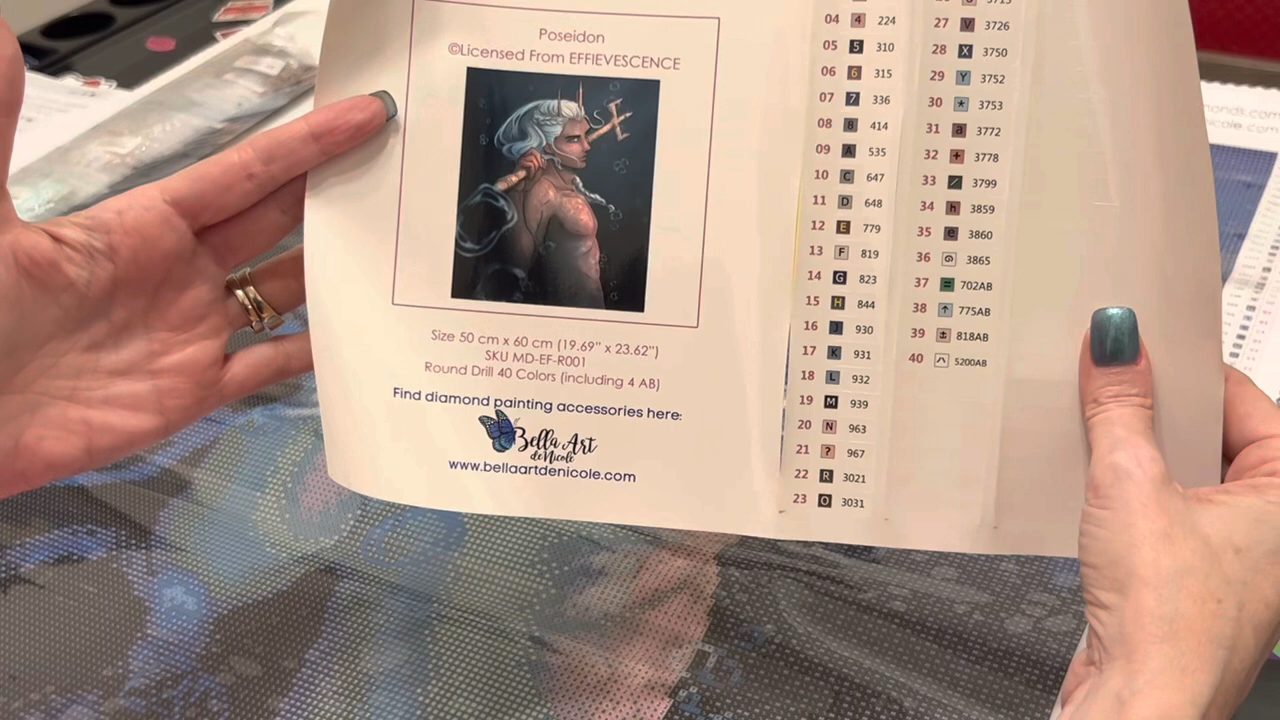 Poseidon
©Licensed From EFFIEVESCENCE
Size 50 cm x 60 cm (19.69" x 23.62")
SKU MD-EF-R001
Round Drill 40 Colors (including 4 AB)
Find diamond painting accessories here:
Bella Art
de Nicole
www.bellaartdenicole.com
04 4 224
05 5 310
06 6 315
07 7 336
08 8 414
09 A 535
10 C 647
11 D 648
12 E 779
13 F 819
14 G 823
15 H 844
16 J 930
17 K 931
18 L 932
19 M 939
20 N 963
21 ? 967
22 R 3021
23 O 3031
27 V 3726
28 X 3750
29 Y 3752
30 * 3753
31 a 3772
32 + 3778
33 / 3799
34 h 3859
35 e 3860
36 3865
37 = 702AB
38 ↑ 775AB
39 818AB
40 5200AB